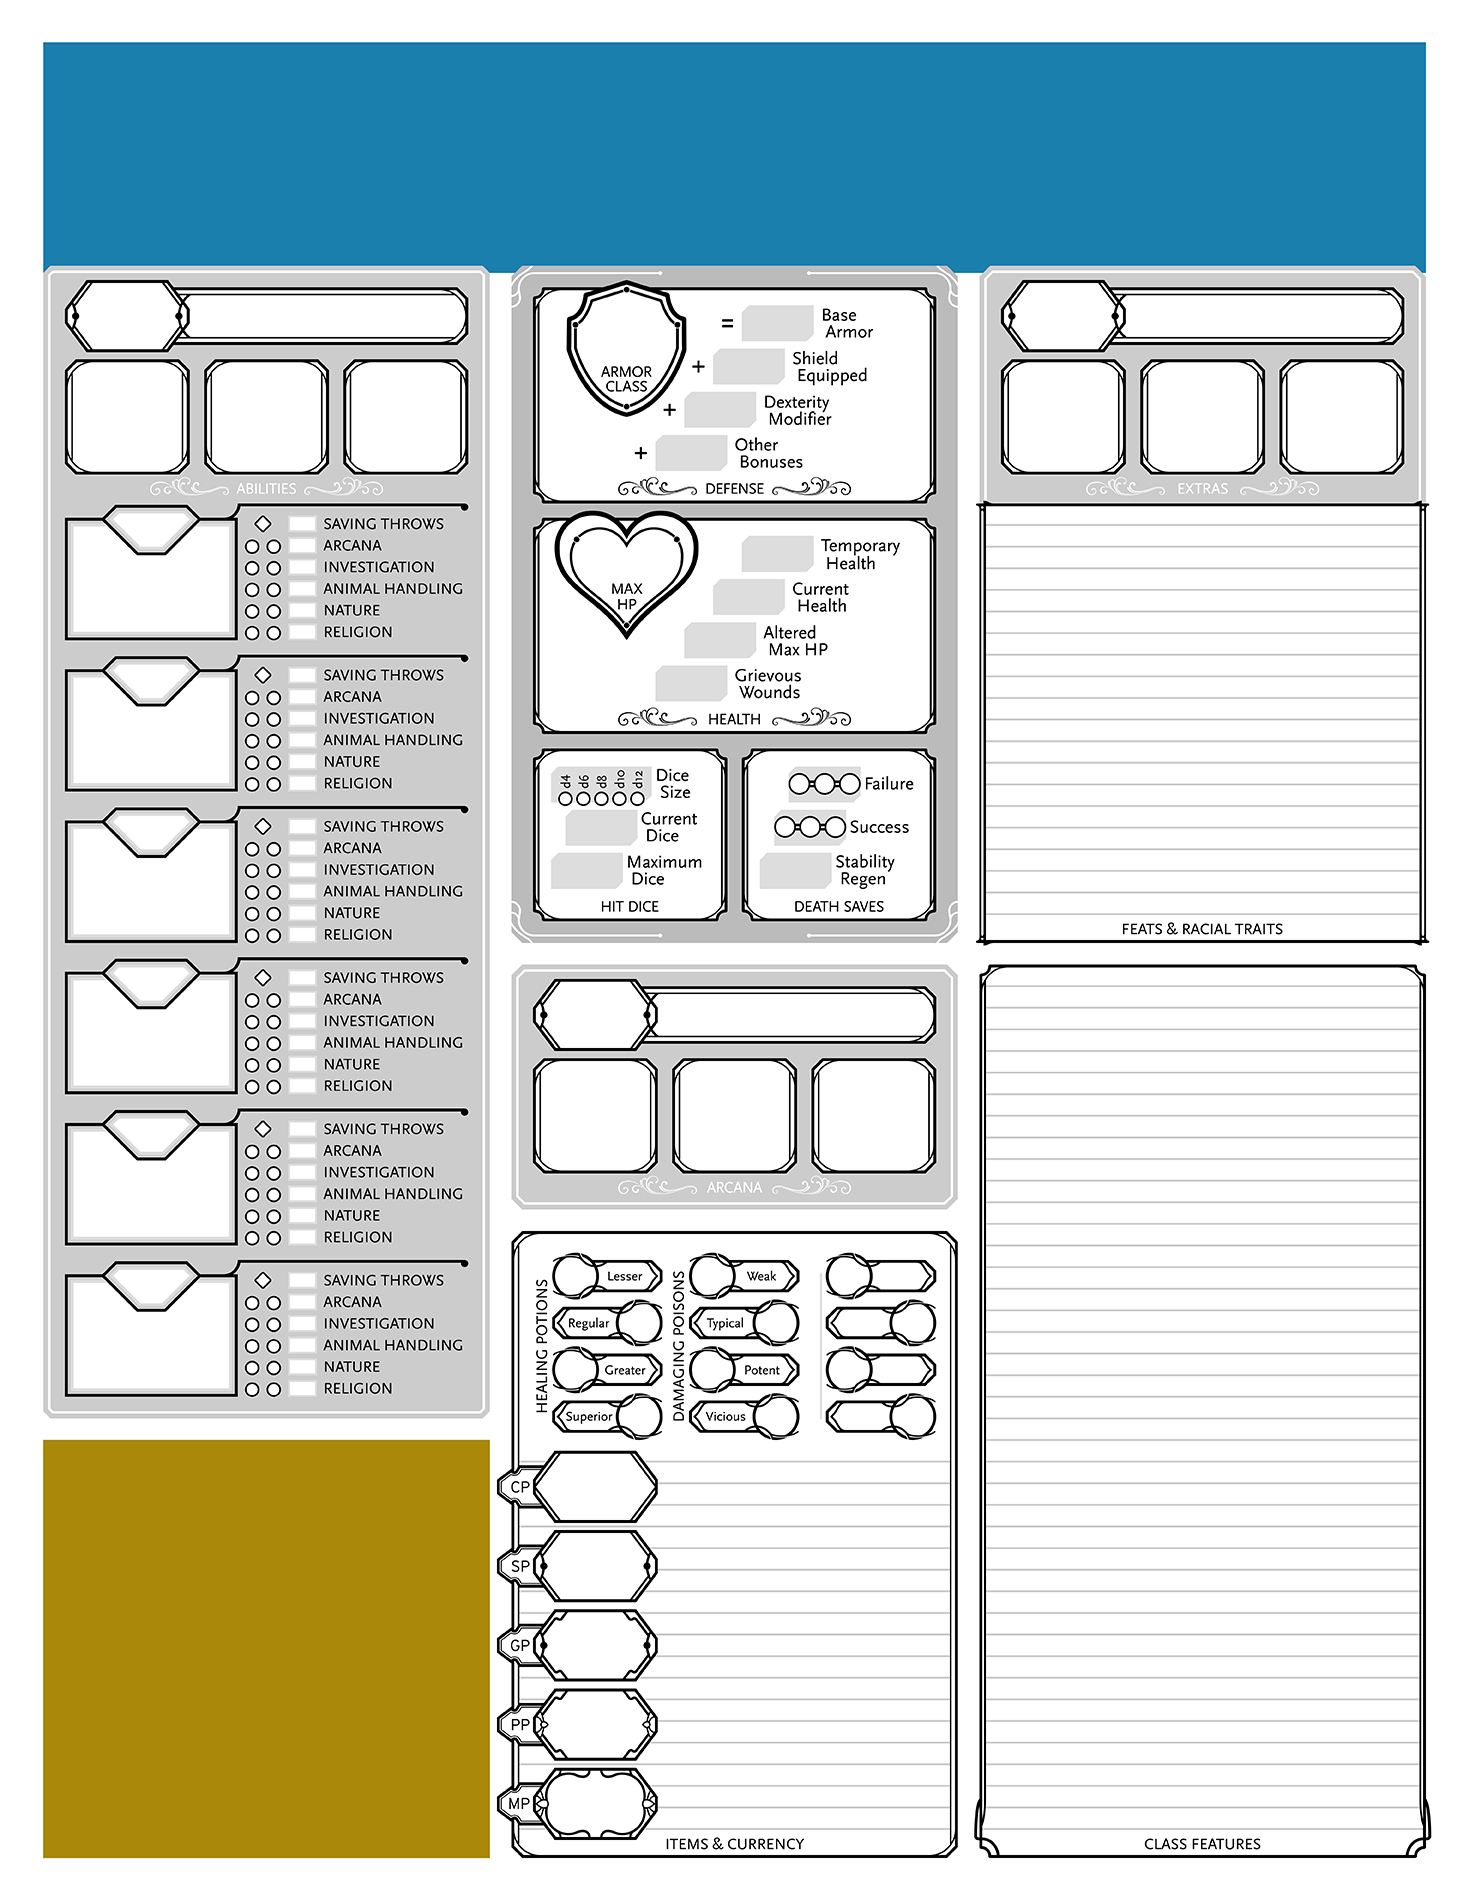 ABILITIES
SAVING THROWS
ARCANA
INVESTIGATION
ANIMAL HANDLING
NATURE
RELIGION
SAVING THROWS
ARCANA
INVESTIGATION
ANIMAL HANDLING
NATURE
RELIGION
SAVING THROWS
ARCANA
INVESTIGATION
ANIMAL HANDLING
NATURE
RELIGION
SAVING THROWS
ARCANA
INVESTIGATION
ANIMAL HANDLING
NATURE
RELIGION
SAVING THROWS
ARCANA
INVESTIGATION
ANIMAL HANDLING
NATURE
RELIGION
SAVING THROWS
ARCANA
INVESTIGATION
ANIMAL HANDLING
NATURE
RELIGION
ARMOR
CLASS
= Base
Armor
+ Shield
Equipped
+ Dexterity
Modifier
+ Other
Bonuses
DEFENSE
MAX
HP
Temporary
Health
Current
Health
Altered
Max HP
Grievous
Wounds
HEALTH
d4 d6 d8 d10 d12
Dice
Size
Current
Dice
Maximum
Dice
HIT DICE
Failure
Success
Stability
Regen
DEATH SAVES
ARCANA
HEALING POTIONS
Lesser
Regular
Greater
Superior
DAMAGING POISONS
Weak
Typical
Potent
Vicious
CP
SP
GP
PP
MP
ITEMS & CURRENCY
EXTRAS
FEATS & RACIAL TRAITS
CLASS FEATURES